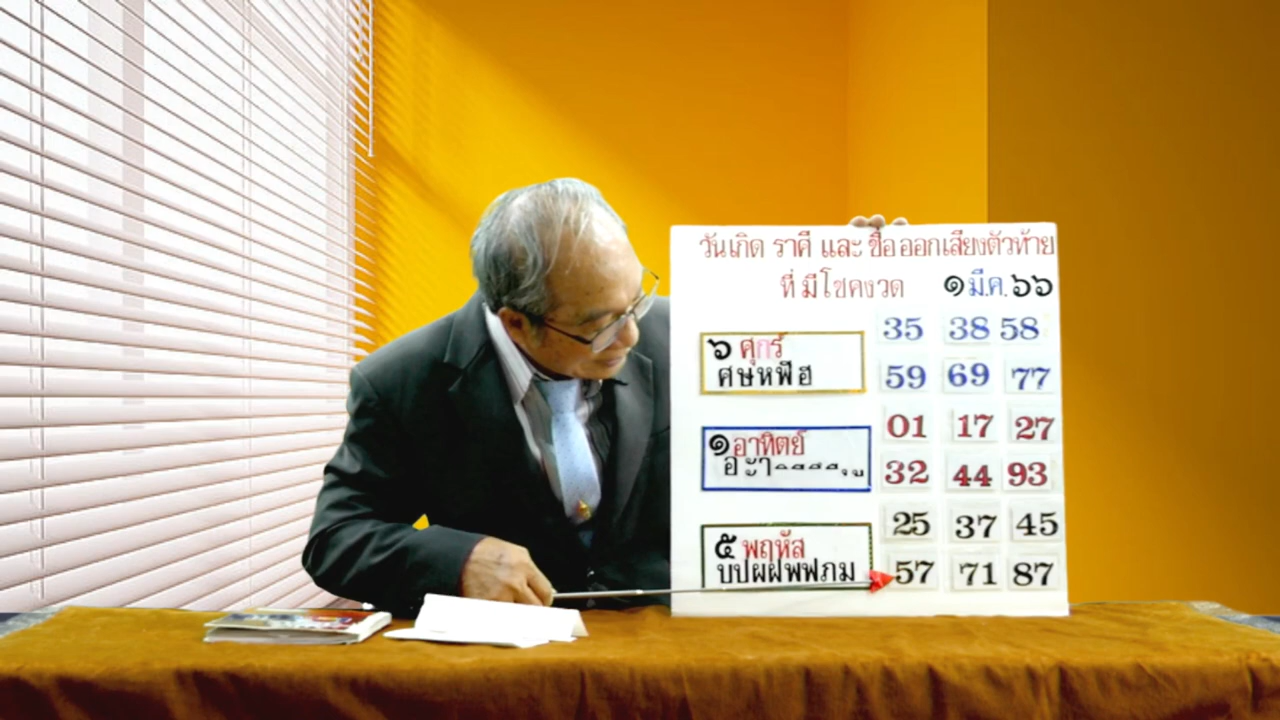 วันเกิด ราศี และ ชื่อ ออกเสียงตัวท้าย
ที่ มีโชคงวด ๑ มี.ค. ๖๖
35 38 58
๖ ศุกร์
ศษหฬฮ
59 69 77
01 17 27
๑ อาทิตย์
อ ะ า
32 44 93
25 37 45
๕ พฤหัส
บปผฝพฟภม
57 71 87